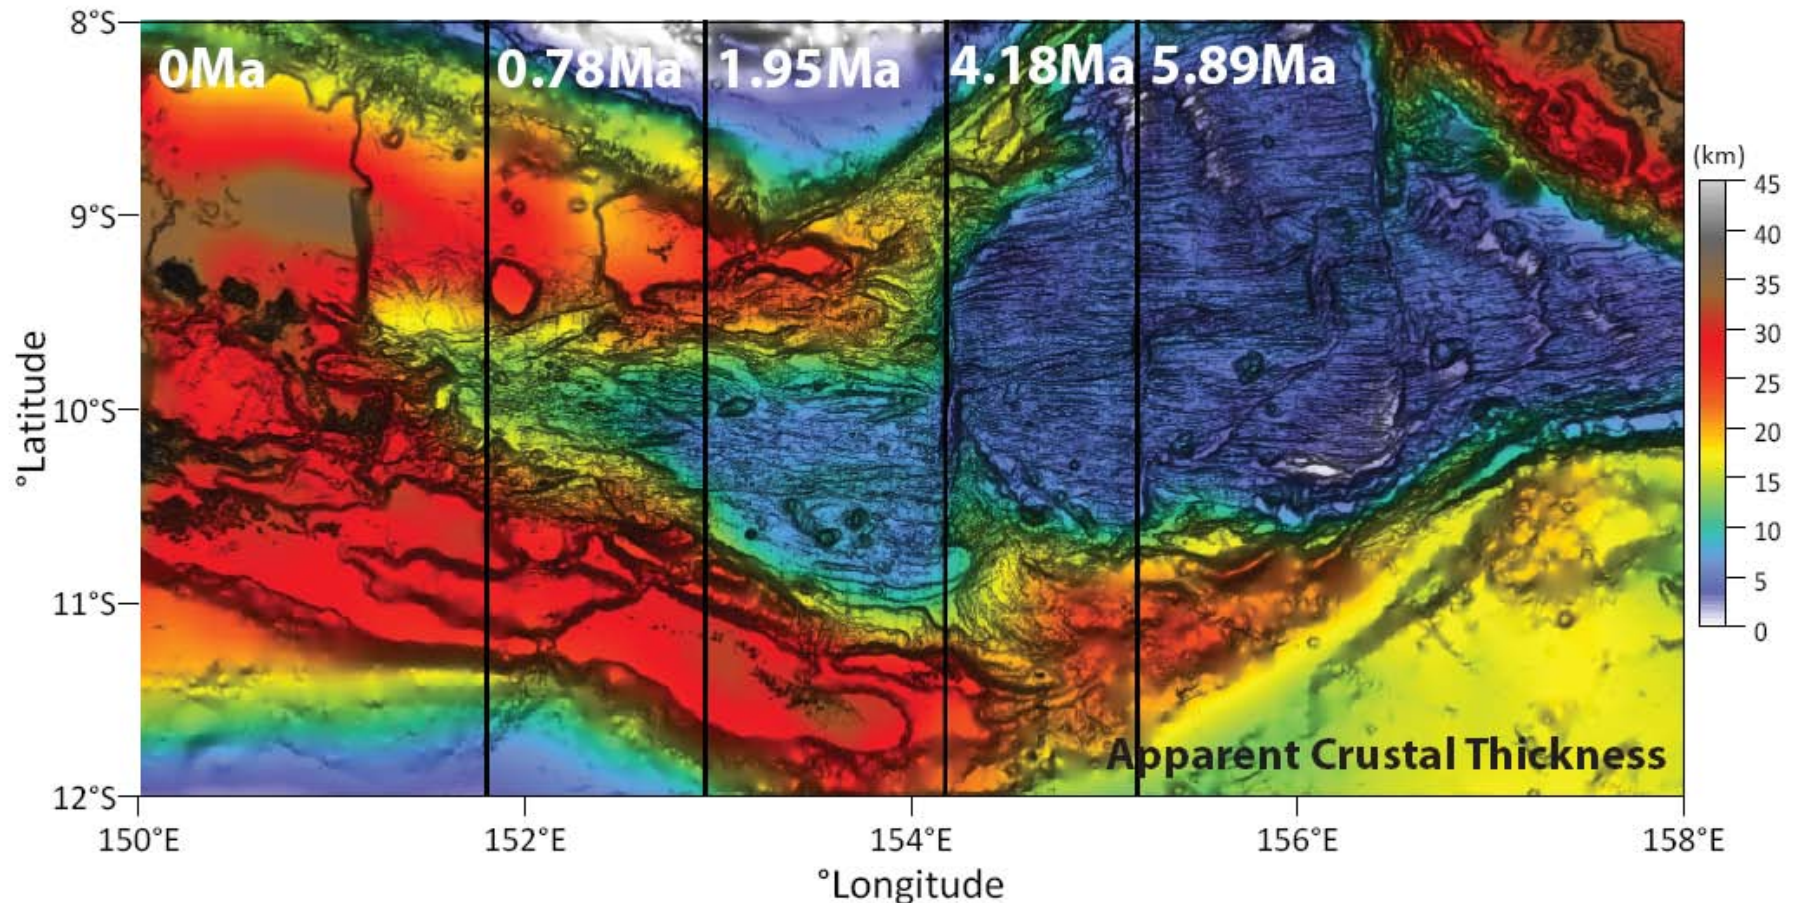 8°S
0Ma 0.78Ma 1.95Ma 4.18Ma 5.89Ma
(km)
45
9°S
40
35
30
°Latitude
25
10°S
20
15
10
5
11°S
0
Apparent Crustal Thickness
12°S
150°E 152°E 154°E 156°E 158°E
°Longitude